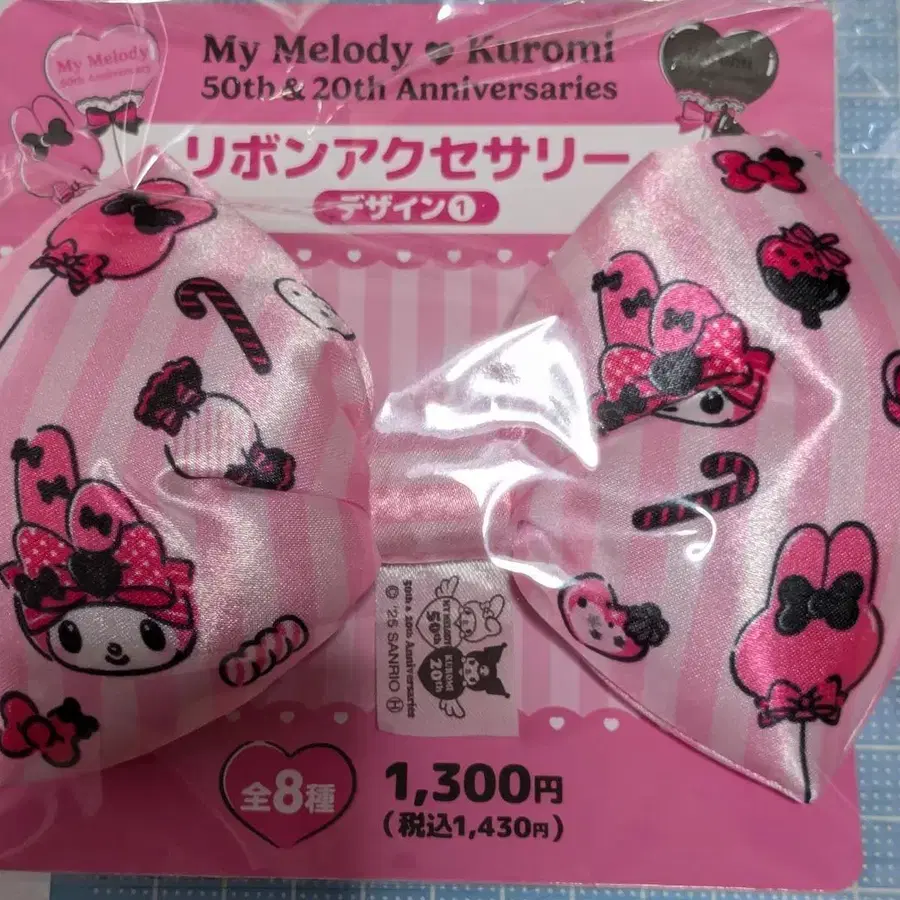 My Melody
50th Anniversary
My Melody ♥ Kuromi
50th & 20th Anniversaries
リボンアクセサリー
デザイン①
50th & 20th Anniversaries
MY MELODY
50th
KUROMI
20th
© '25 SANRIO Ⓗ
全8種
1,300円
(税込1,430円)